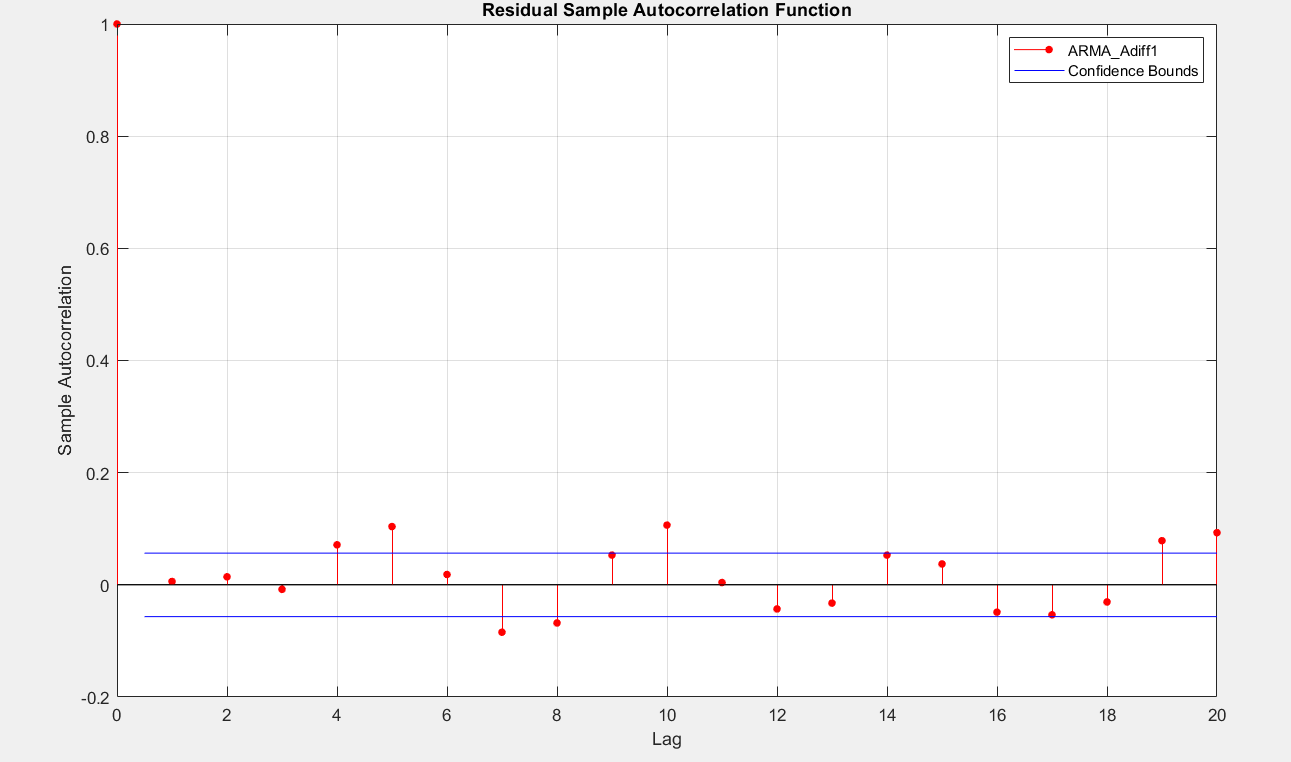 Residual Sample Autocorrelation Function
ARMA_Adiff1
Confidence Bounds
1
0.8
0.6
0.4
0.2
0
-0.2
Sample Autocorrelation
0 2 4 6 8 10 12 14 16 18 20
Lag